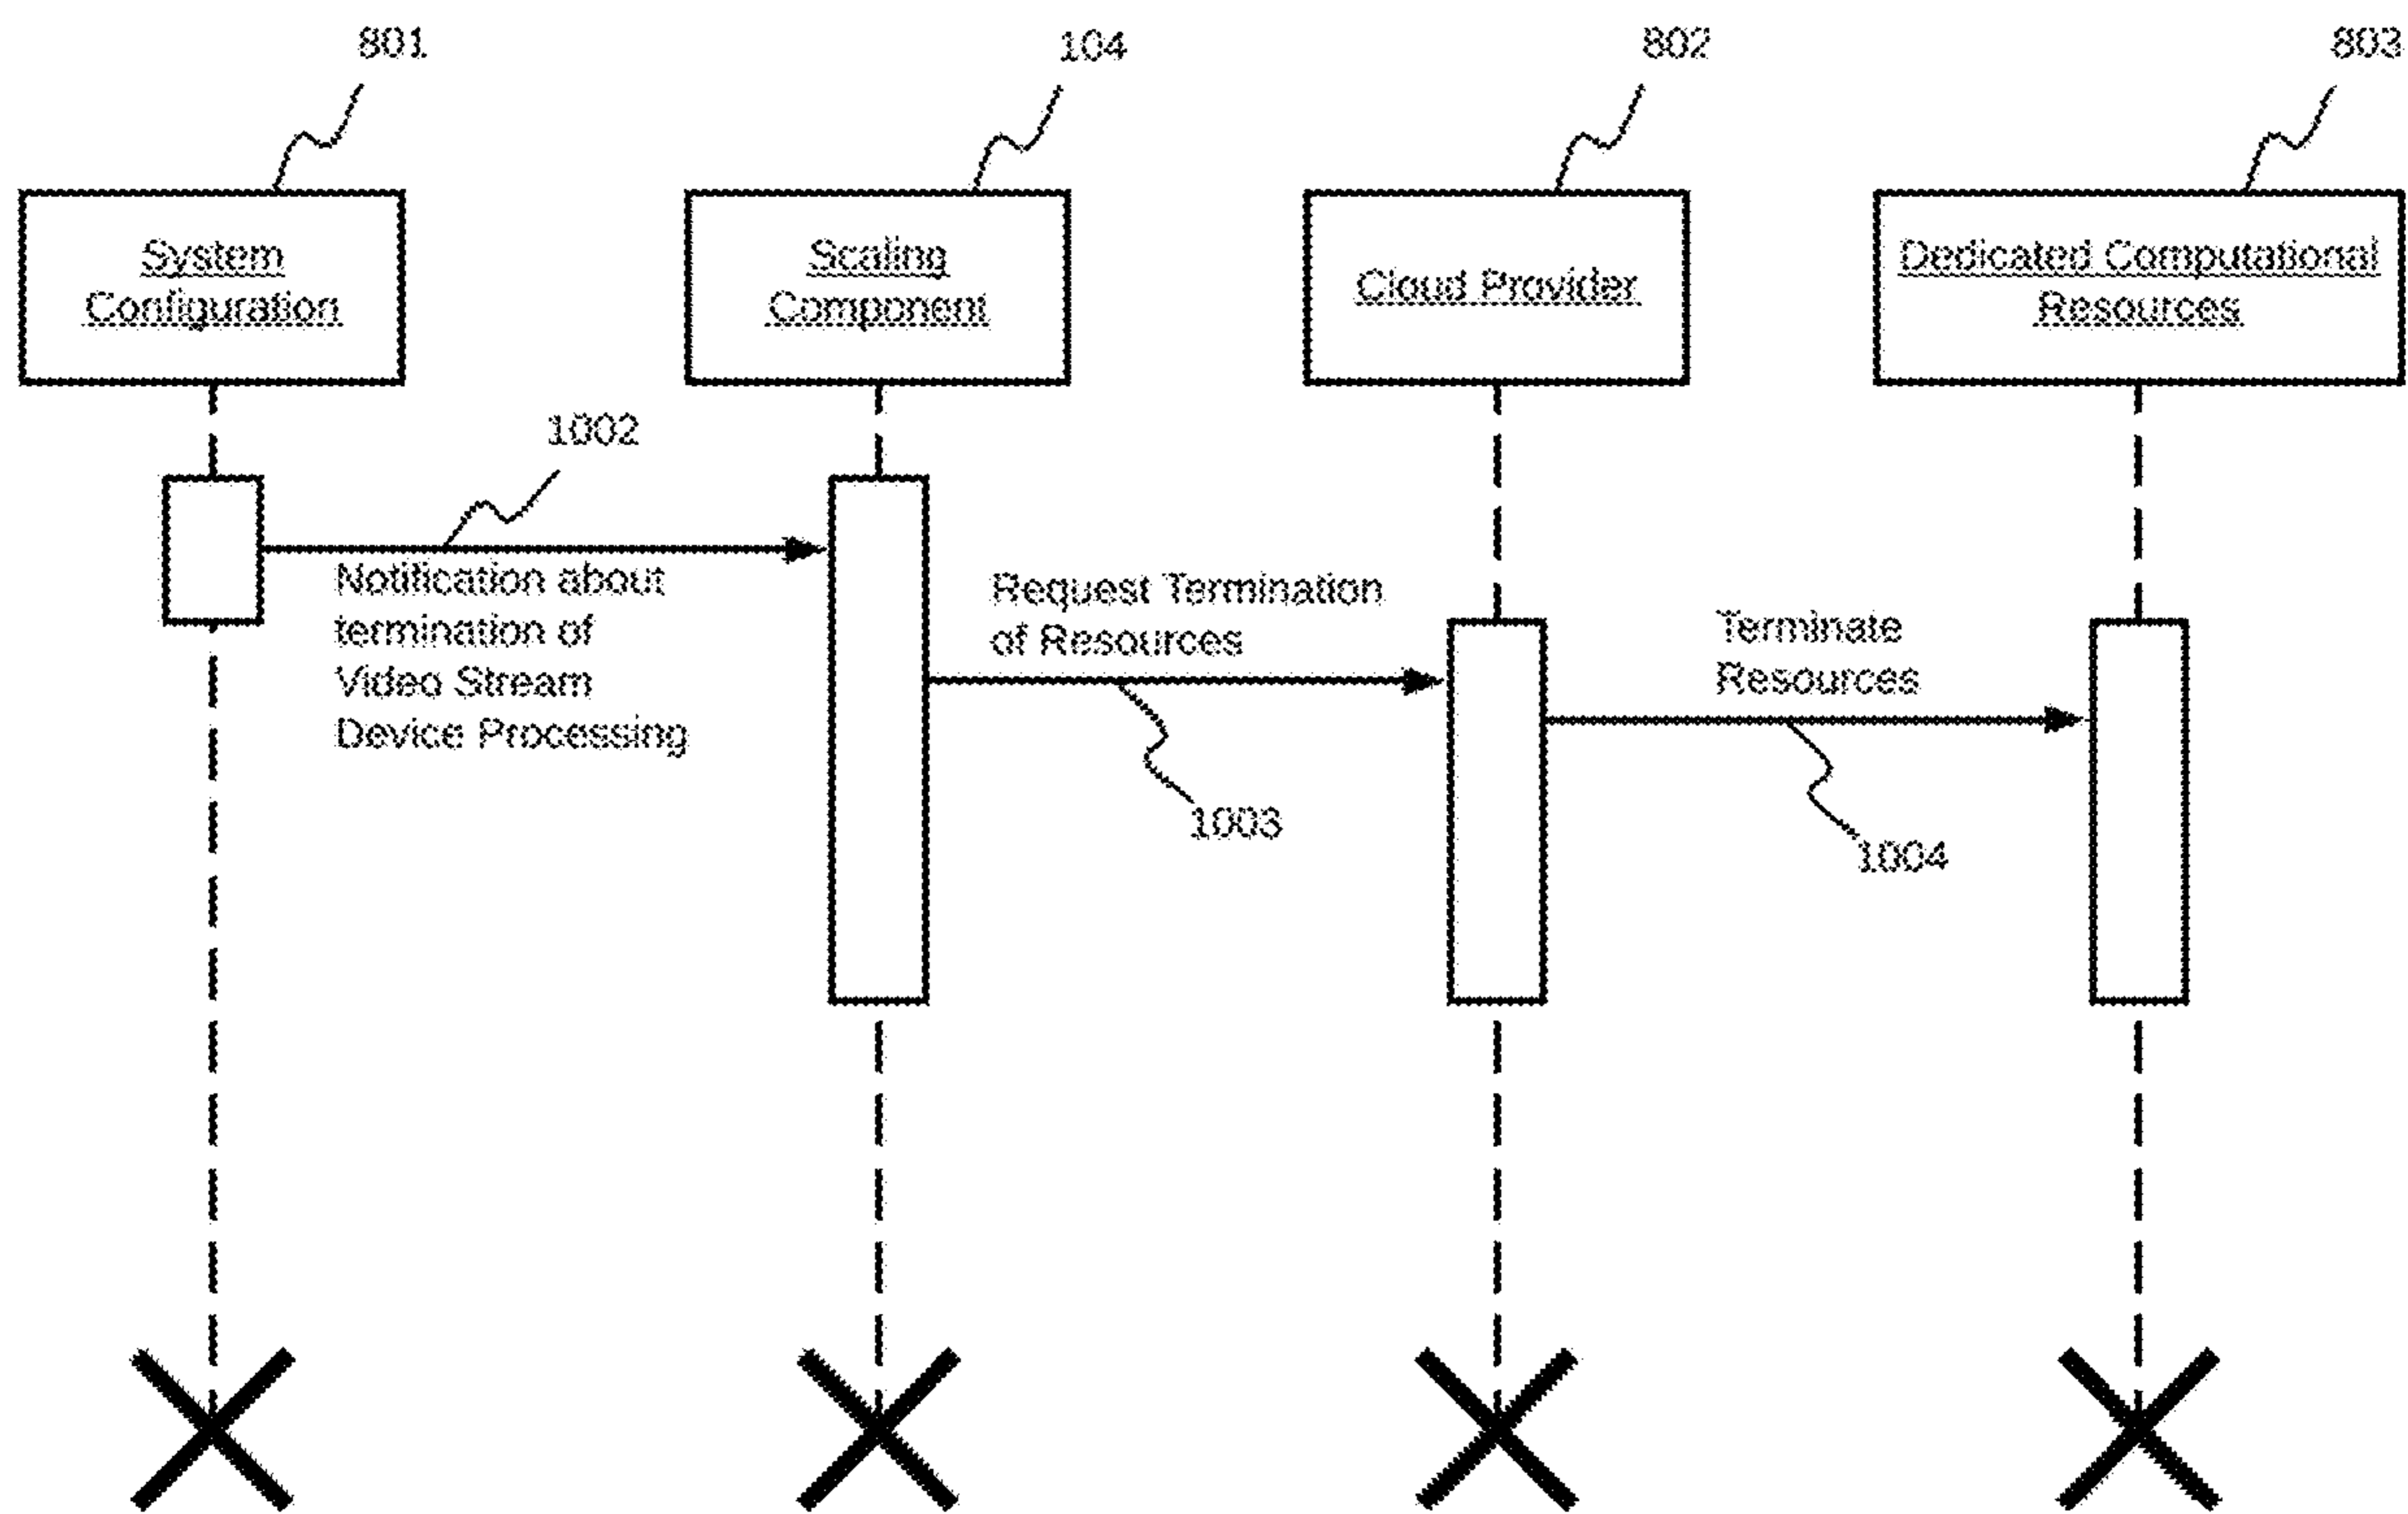 801
104
802
803
System
Configuration
Scaling
Component
Cloud Provider
Dedicated Computational
Resources
1002
Notification about
termination of
Video Stream
Device Processing
Request Termination
of Resources
1003
Terminate
Resources
1004